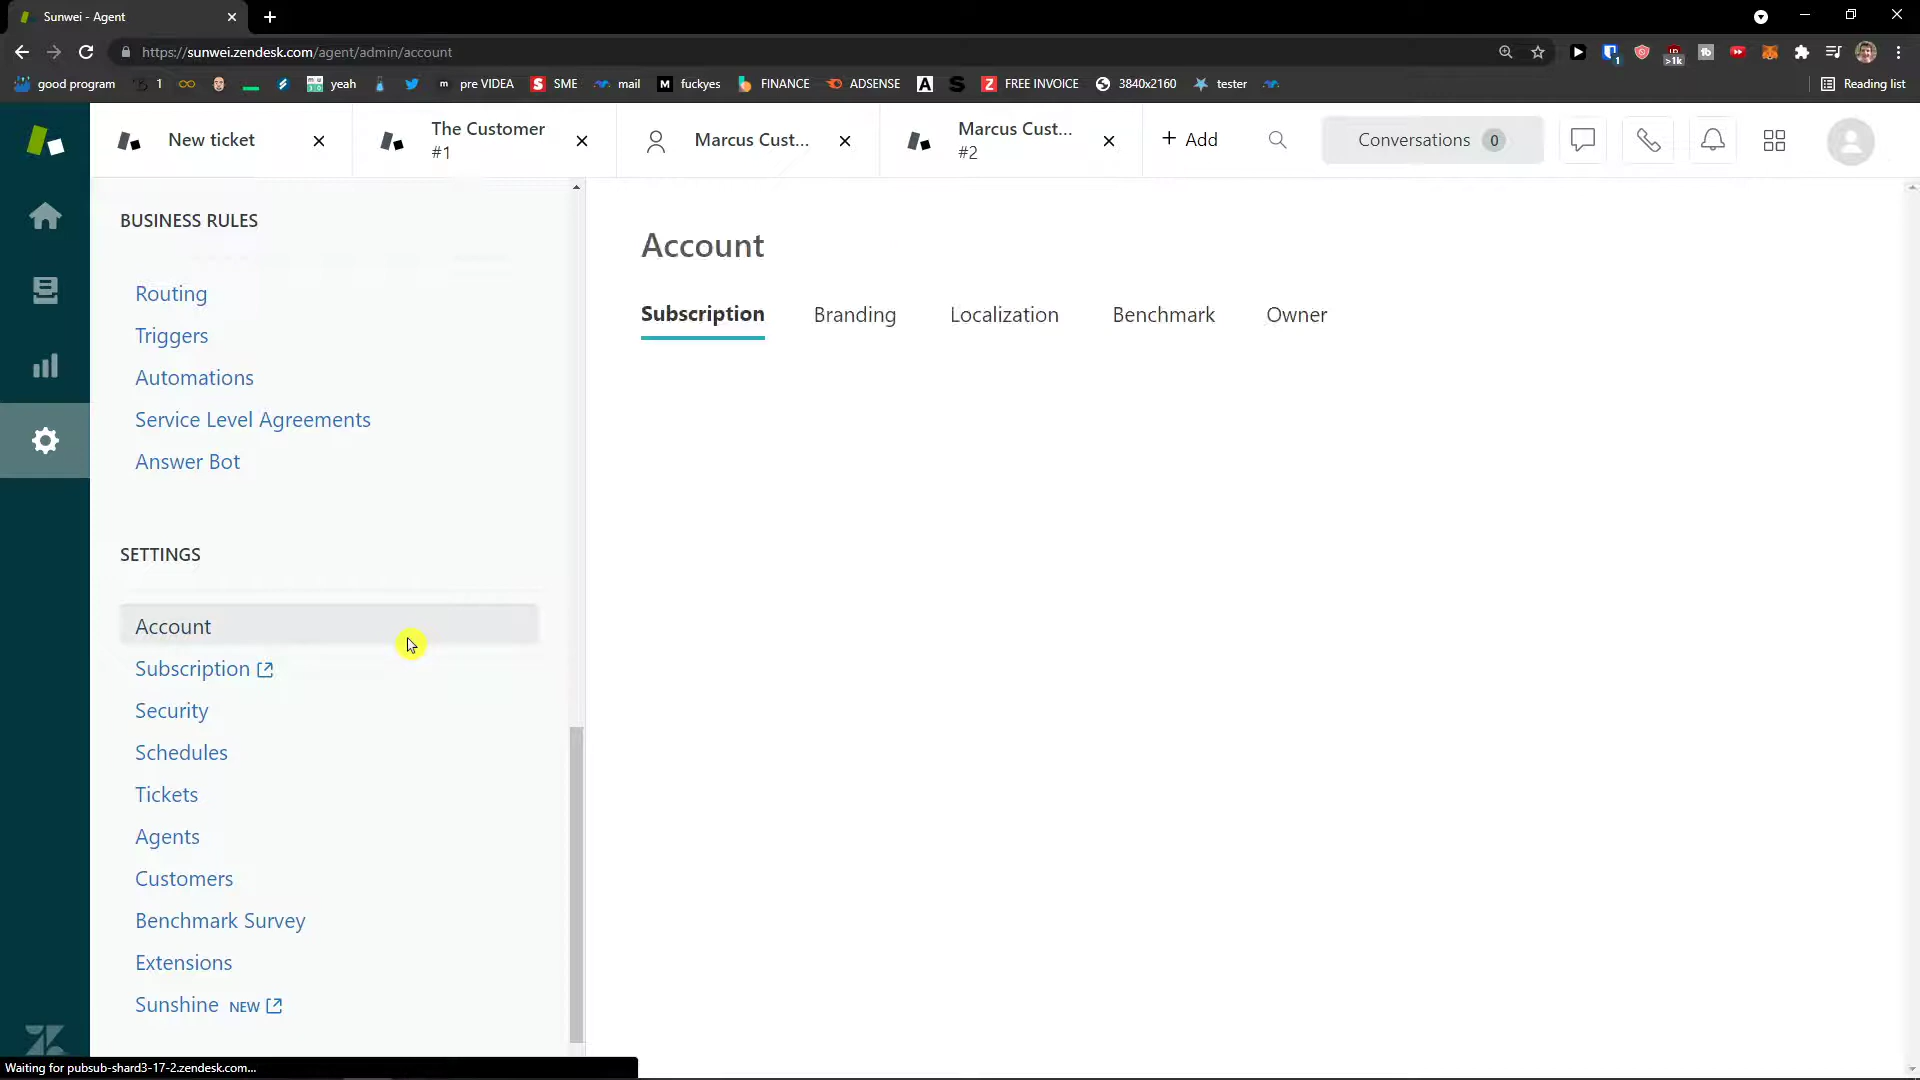 Sunwei - Agent
https://sunwei.zendesk.com/agent/admin/account
1
>1k
good program
1
yeah
pre VIDEA
SME
mail
fuckyes
FINANCE
ADSENSE
FREE INVOICE
3840x2160
tester
Reading list
New ticket
The Customer
#1
Marcus Cust...
Marcus Cust...
#2
+ Add
Conversations 0
BUSINESS RULES
Routing
Triggers
Automations
Service Level Agreements
Answer Bot
SETTINGS
Account
Subscription
Security
Schedules
Tickets
Agents
Customers
Benchmark Survey
Extensions
Sunshine NEW
Account
Subscription
Branding
Localization
Benchmark
Owner
Waiting for pubsub-shard3-17-2.zendesk.com...